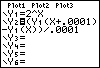 Plot1 Plot2 Plot3
\Y1=2^X
\Y2=(Y1(X+.0001)-
Y1(X))/.0001
\Y3=
\Y4=
\Y5=
\Y6=